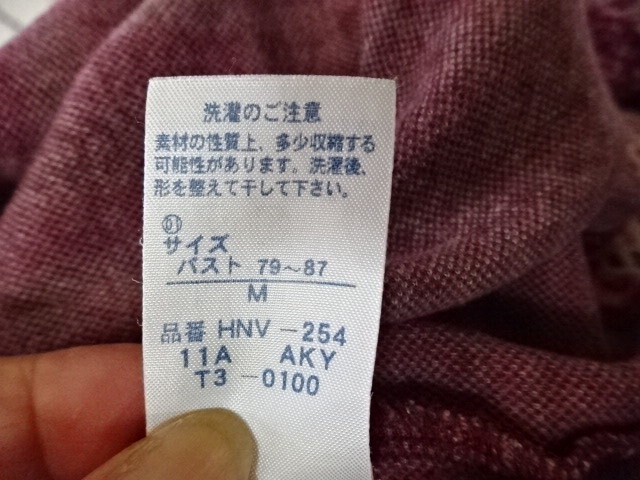 洗濯のご注意
素材の性質上、多少収縮する
可能性があります。洗濯後、
形を整えて干して下さい。
01
サイズ
バスト 79～87
M
品番 HNV-254
11A AKY
T3-0100